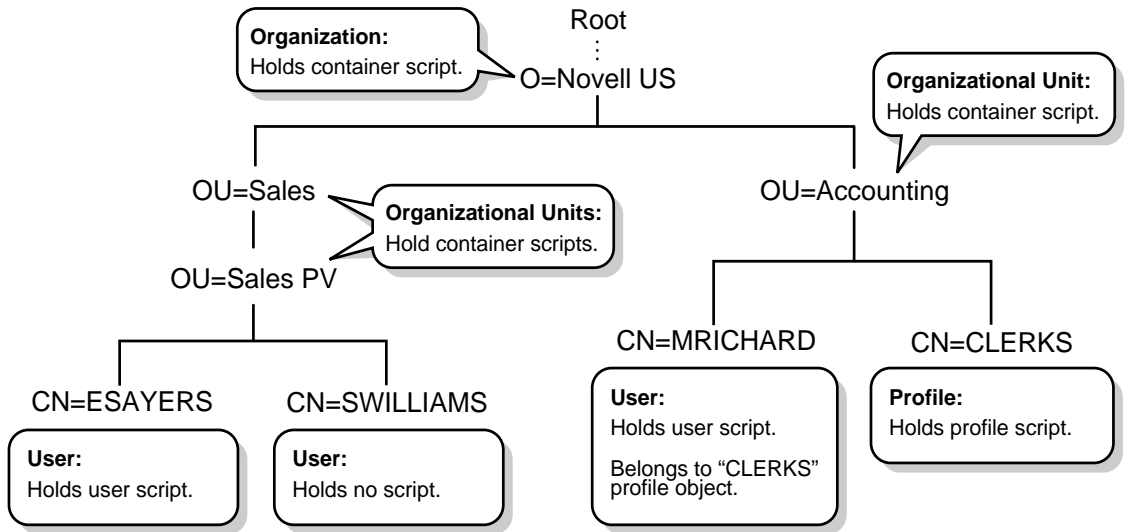 Root
Organization:
Holds container script.
O=Novell US
Organizational Unit:
Holds container script.
OU=Sales
OU=Accounting
Organizational Units:
Hold container scripts.
OU=Sales PV
CN=MRICHARD
CN=CLERKS
CN=ESAYERS
CN=SWILLIAMS
User:
Holds user script.
Belongs to “CLERKS”
profile object.
Profile:
Holds profile script.
User:
Holds user script.
User:
Holds no script.